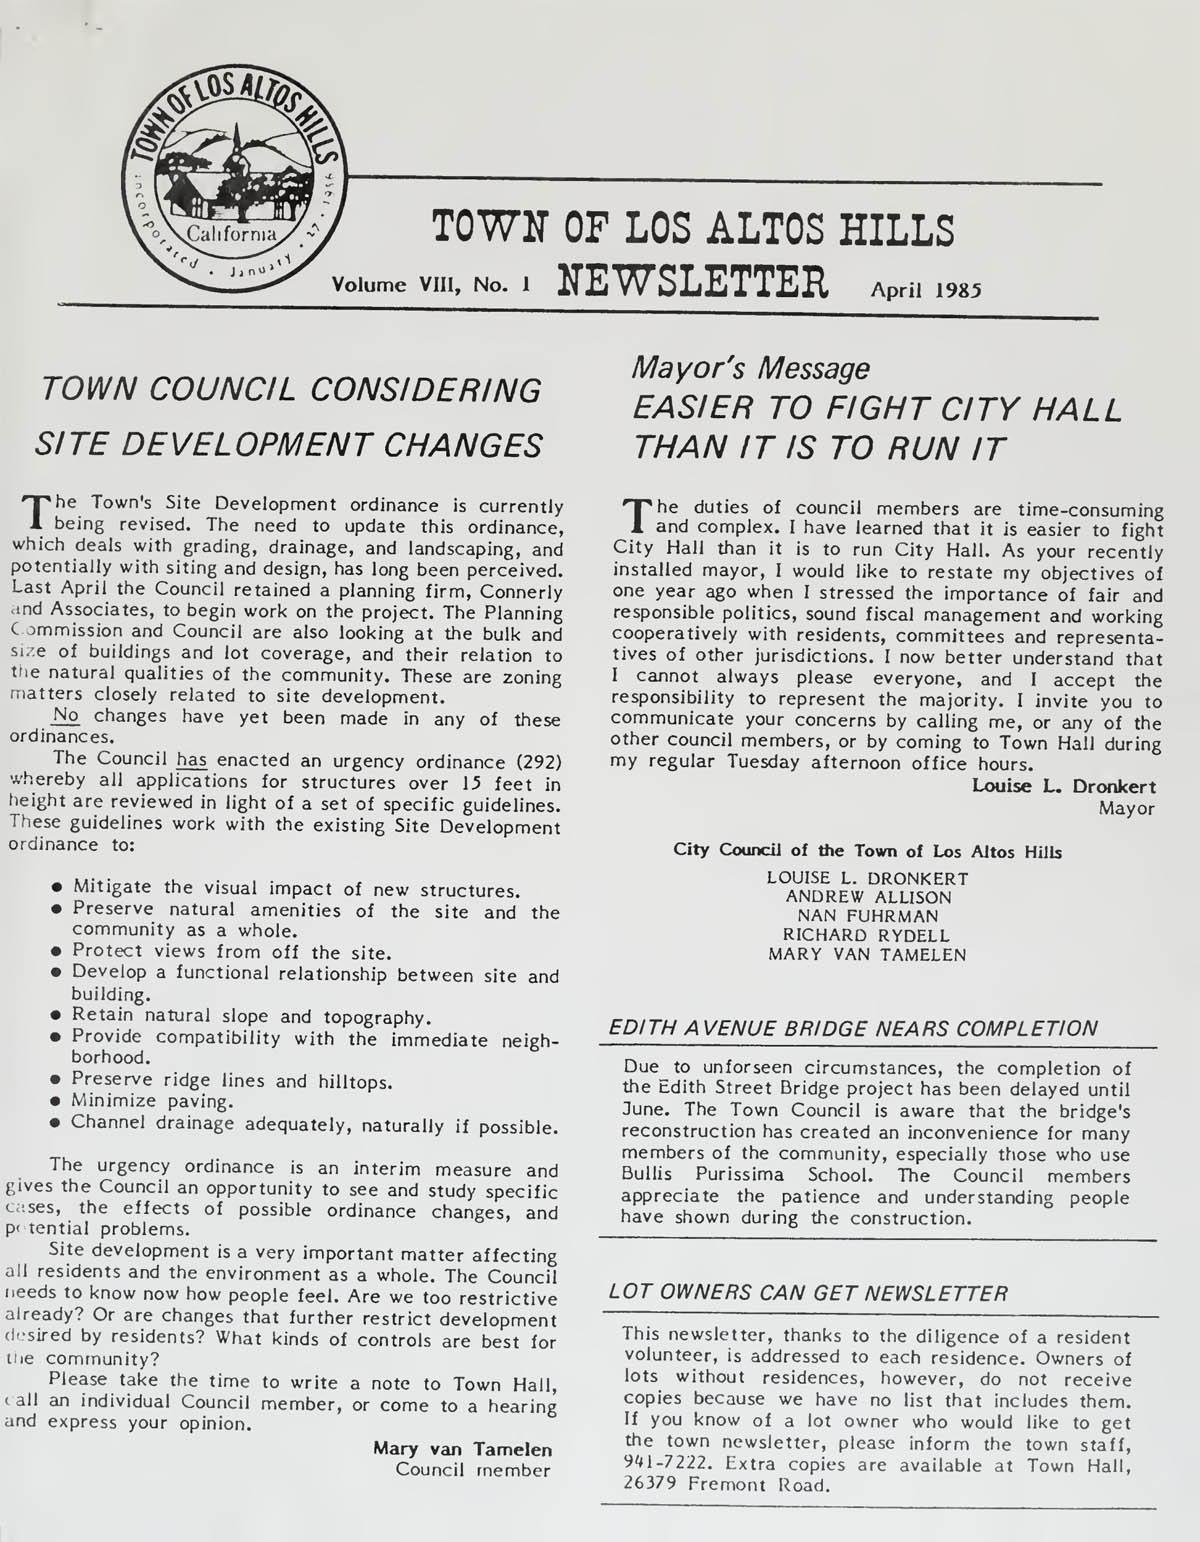 TOWN OF LOS ALTOS HILLS
California
incorporated • January • 27 • 1956
TOWN OF LOS ALTOS HILLS
Volume VIII, No. 1 NEWSLETTER April 1985
TOWN COUNCIL CONSIDERING
SITE DEVELOPMENT CHANGES
The Town's Site Development ordinance is currently
being revised. The need to update this ordinance,
which deals with grading, drainage, and landscaping, and
potentially with siting and design, has long been perceived.
Last April the Council retained a planning firm, Connerly
and Associates, to begin work on the project. The Planning
Commission and Council are also looking at the bulk and
size of buildings and lot coverage, and their relation to
the natural qualities of the community. These are zoning
matters closely related to site development.
No changes have yet been made in any of these
ordinances.
The Council has enacted an urgency ordinance (292)
whereby all applications for structures over 15 feet in
height are reviewed in light of a set of specific guidelines.
These guidelines work with the existing Site Development
ordinance to:
● Mitigate the visual impact of new structures.
● Preserve natural amenities of the site and the
community as a whole.
● Protect views from off the site.
● Develop a functional relationship between site and
building.
● Retain natural slope and topography.
● Provide compatibility with the immediate neigh-
borhood.
● Preserve ridge lines and hilltops.
● Minimize paving.
● Channel drainage adequately, naturally if possible.
The urgency ordinance is an interim measure and
gives the Council an opportunity to see and study specific
cases, the effects of possible ordinance changes, and
potential problems.
Site development is a very important matter affecting
all residents and the environment as a whole. The Council
needs to know now how people feel. Are we too restrictive
already? Or are changes that further restrict development
desired by residents? What kinds of controls are best for
the community?
Please take the time to write a note to Town Hall,
call an individual Council member, or come to a hearing
and express your opinion.
Mary van Tamelen
Council member
Mayor's Message
EASIER TO FIGHT CITY HALL
THAN IT IS TO RUN IT
The duties of council members are time-consuming
and complex. I have learned that it is easier to fight
City Hall than it is to run City Hall. As your recently
installed mayor, I would like to restate my objectives of
one year ago when I stressed the importance of fair and
responsible politics, sound fiscal management and working
cooperatively with residents, committees and representa-
tives of other jurisdictions. I now better understand that
I cannot always please everyone, and I accept the
responsibility to represent the majority. I invite you to
communicate your concerns by calling me, or any of the
other council members, or by coming to Town Hall during
my regular Tuesday afternoon office hours.
Louise L. Dronkert
Mayor
City Council of the Town of Los Altos Hills
LOUISE L. DRONKERT
ANDREW ALLISON
NAN FUHRMAN
RICHARD RYDELL
MARY VAN TAMELEN
EDITH AVENUE BRIDGE NEARS COMPLETION
Due to unforseen circumstances, the completion of
the Edith Street Bridge project has been delayed until
June. The Town Council is aware that the bridge's
reconstruction has created an inconvenience for many
members of the community, especially those who use
Bullis Purissima School. The Council members
appreciate the patience and understanding people
have shown during the construction.
LOT OWNERS CAN GET NEWSLETTER
This newsletter, thanks to the diligence of a resident
volunteer, is addressed to each residence. Owners of
lots without residences, however, do not receive
copies because we have no list that includes them.
If you know of a lot owner who would like to get
the town newsletter, please inform the town staff,
941-7222. Extra copies are available at Town Hall,
26379 Fremont Road.